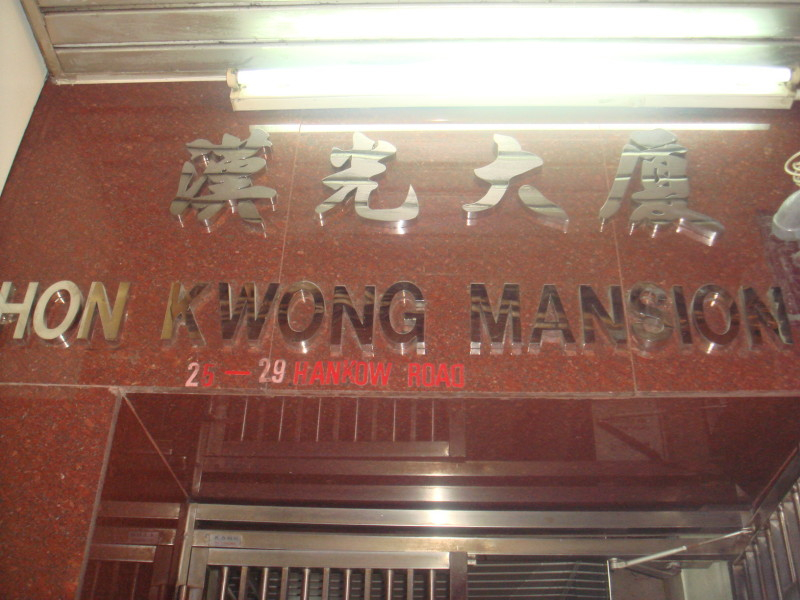 漢光大廈
HON KWONG MANSION
25 — 29 HANKOW ROAD